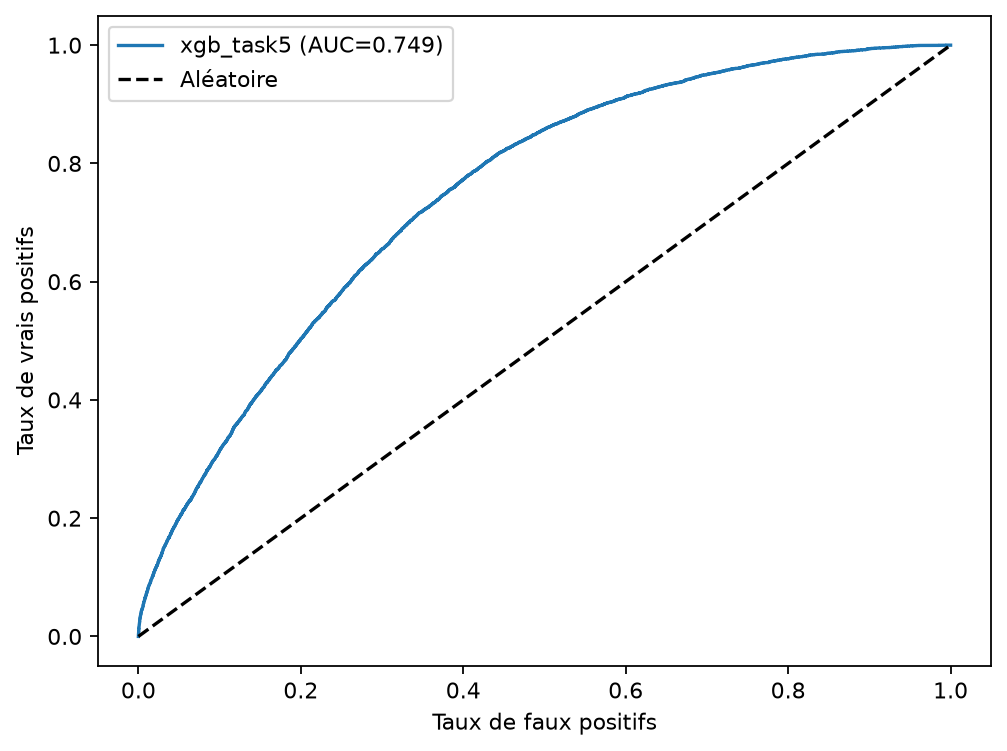 xgb_task5 (AUC=0.749)
Aléatoire
1.0
0.8
0.6
0.4
0.2
0.0
Taux de vrais positifs
0.0 0.2 0.4 0.6 0.8 1.0
Taux de faux positifs